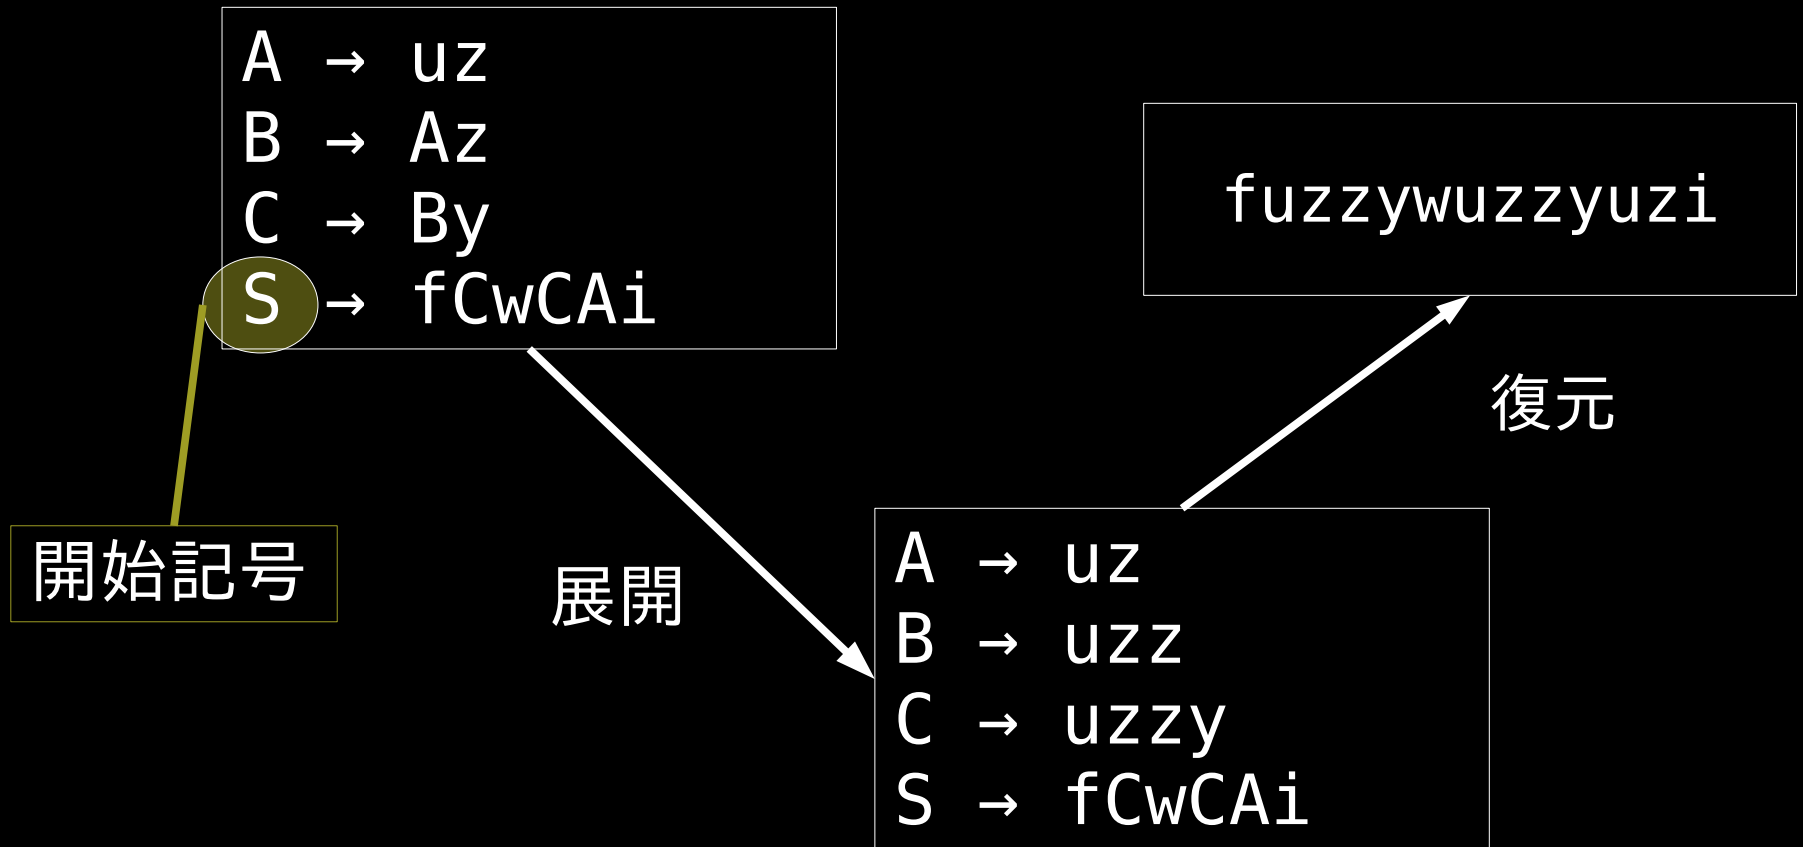 A → uz
B → Az
C → By
S → fCwCAi
fuzzywuzzyuzi
復元
開始記号
展開
A → uz
B → uzz
C → uzzy
S → fCwCAi